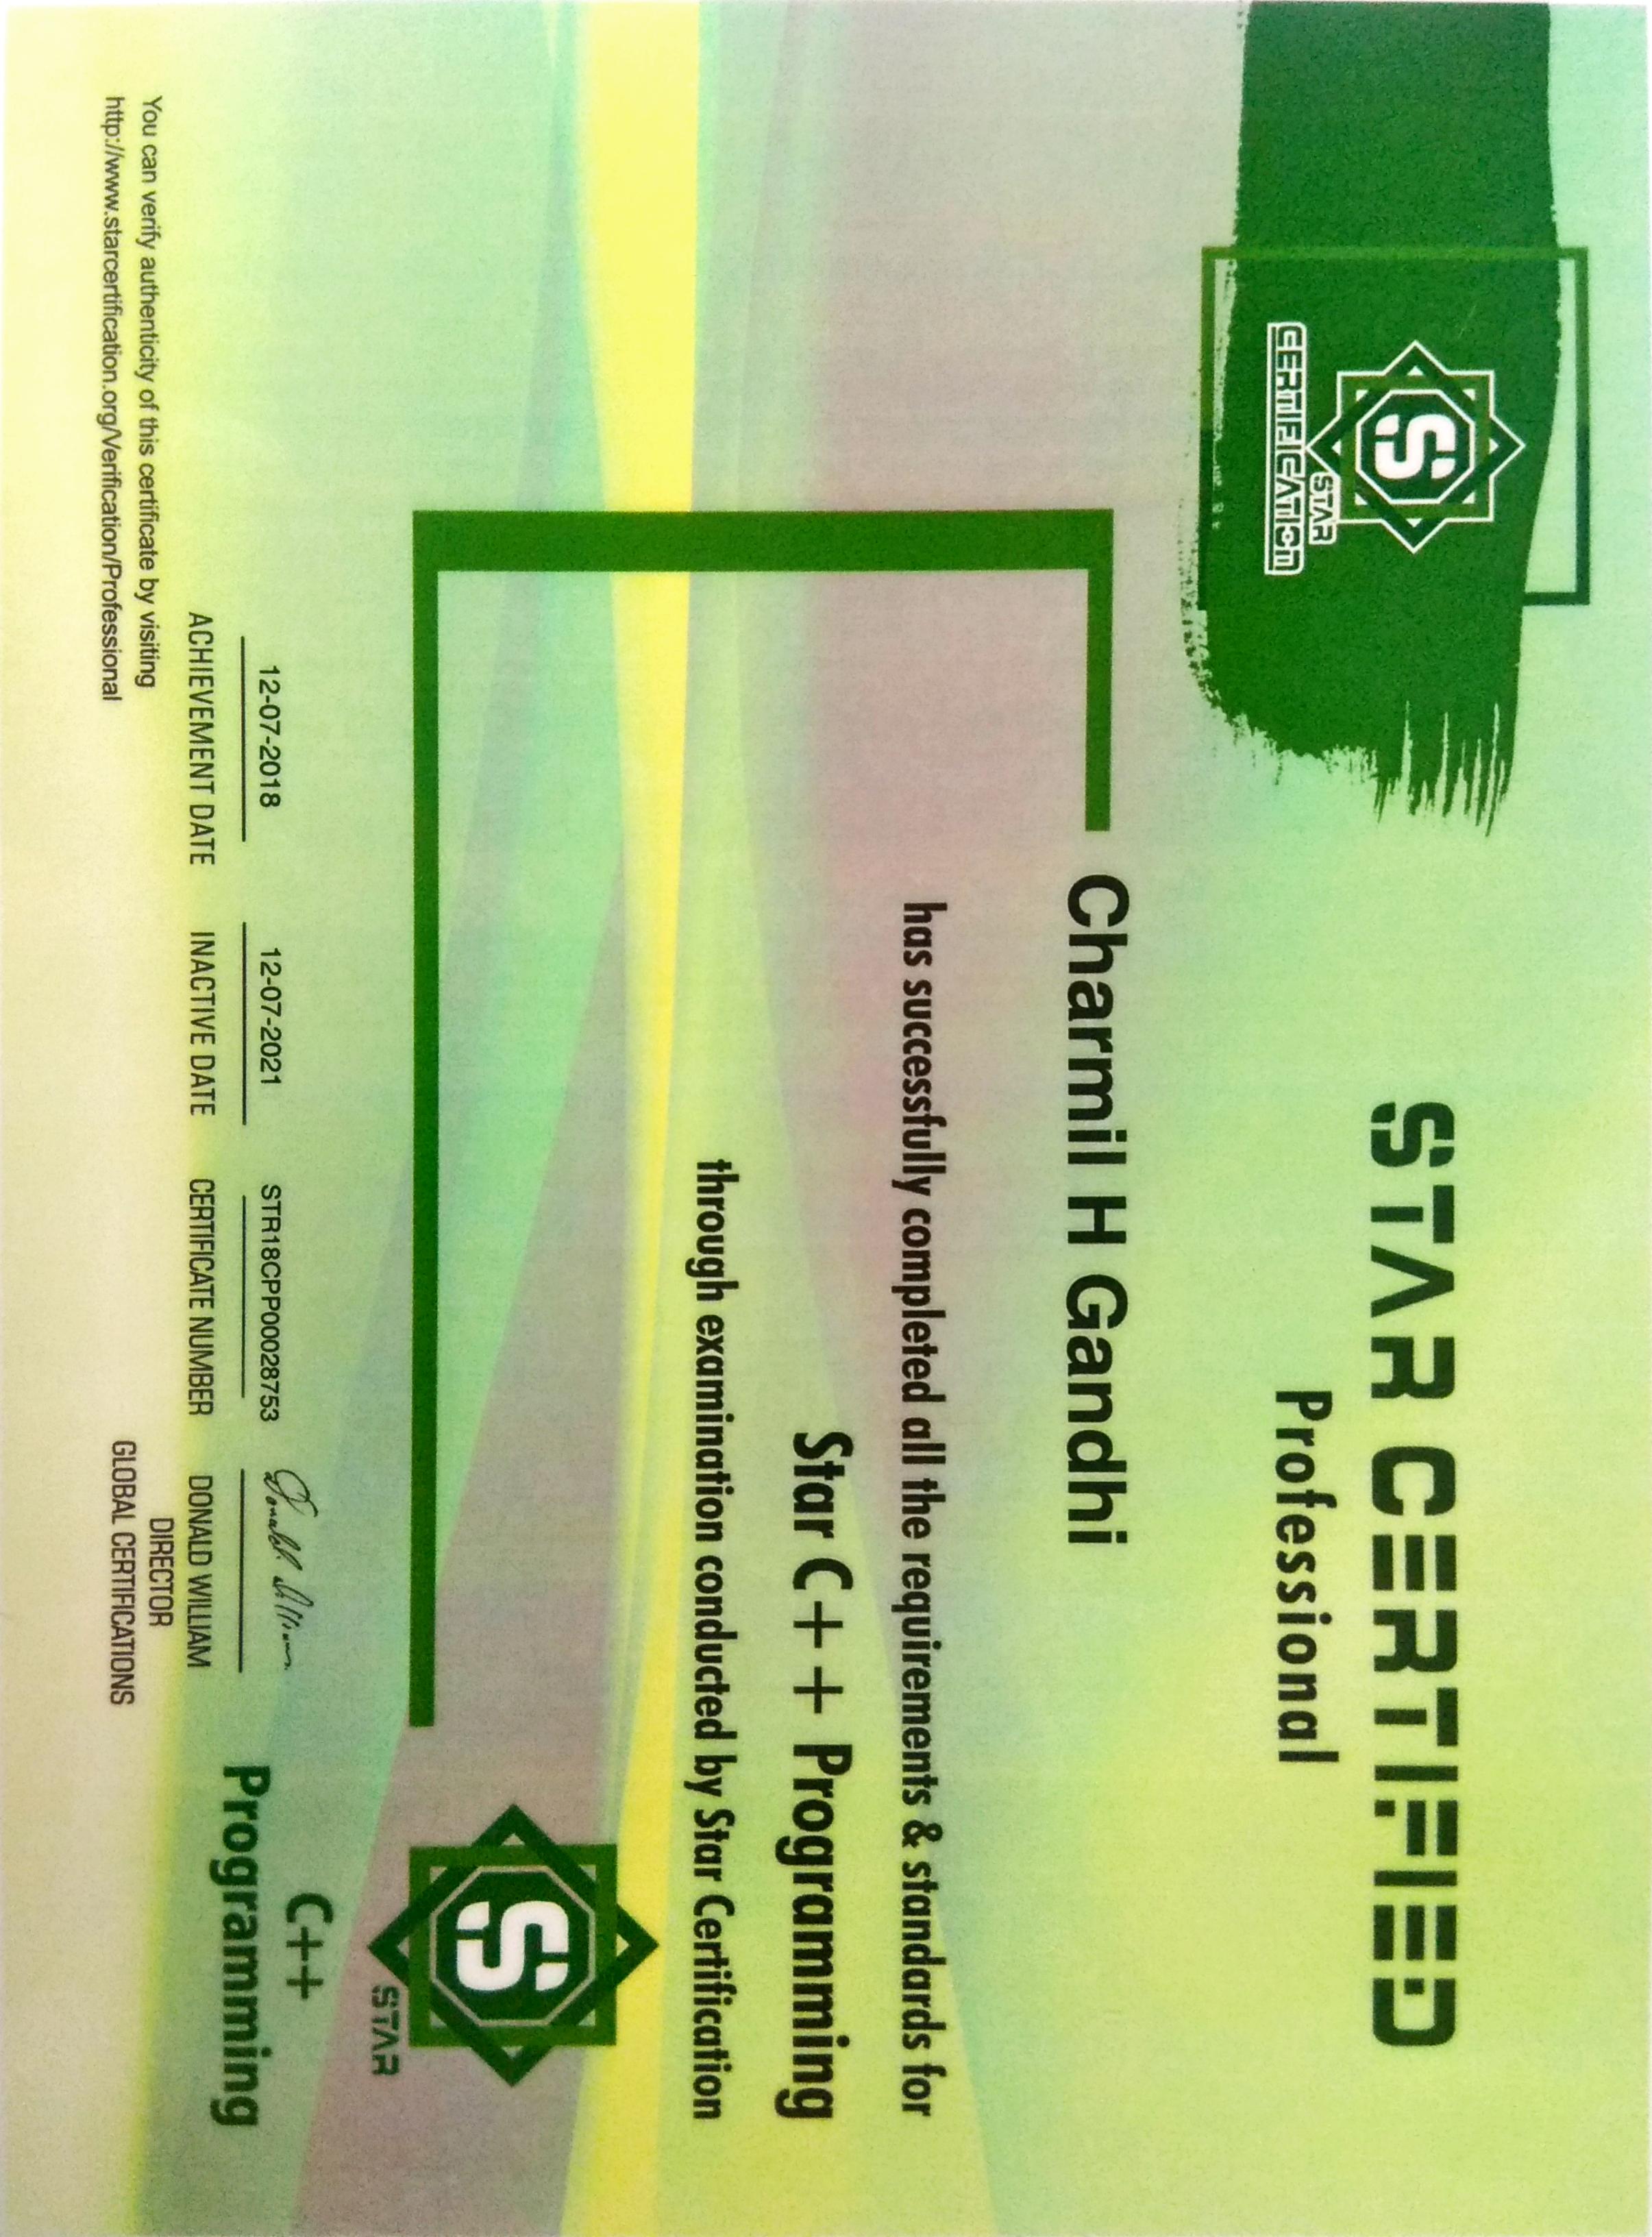 STAR
CERTIFICATION
STAR CERTIFIED
Professional
Charmil H Gandhi
has successfully completed all the requirements & standards for
Star C++ Programming
through examination conducted by Star Certification
S
STAR
C++
Programming
12-07-2018
ACHIEVEMENT DATE
12-07-2021
INACTIVE DATE
STR18CPP00028753
CERTIFICATE NUMBER
Donald William
DONALD WILLIAM
DIRECTOR
GLOBAL CERTIFICATIONS
You can verify authenticity of this certificate by visiting
http://www.starcertification.org/Verification/Professional